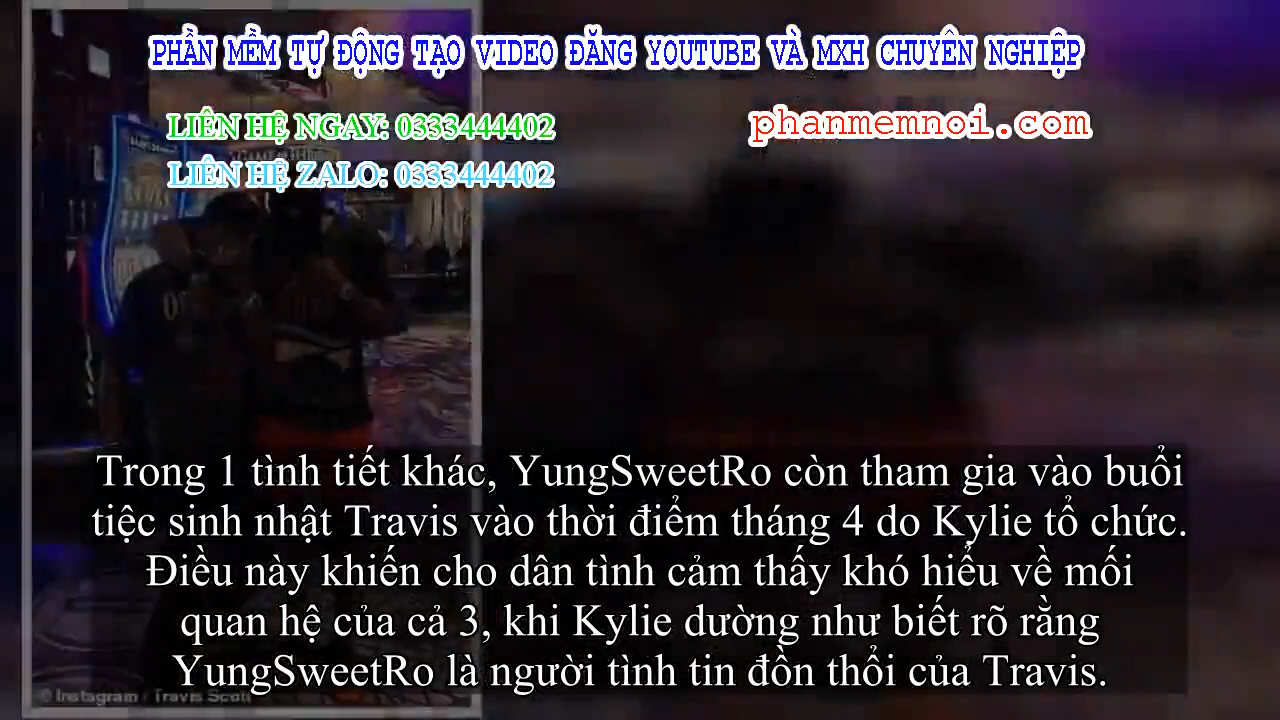 PHẦN MỀM TỰ ĐỘNG TẠO VIDEO ĐĂNG YOUTUBE VÀ MXH CHUYÊN NGHIỆP
LIÊN HỆ NGAY: 0333444402
phanmemnoi.com
LIÊN HỆ ZALO: 0333444402
Trong 1 tình tiết khác, YungSweetRo còn tham gia vào buổi
tiệc sinh nhật Travis vào thời điểm tháng 4 do Kylie tổ chức.
Điều này khiến cho dân tình cảm thấy khó hiểu về mối
quan hệ của cả 3, khi Kylie dường như biết rõ rằng
YungSweetRo là người tình tin đồn thổi của Travis.
© Instagram / Travis Scott